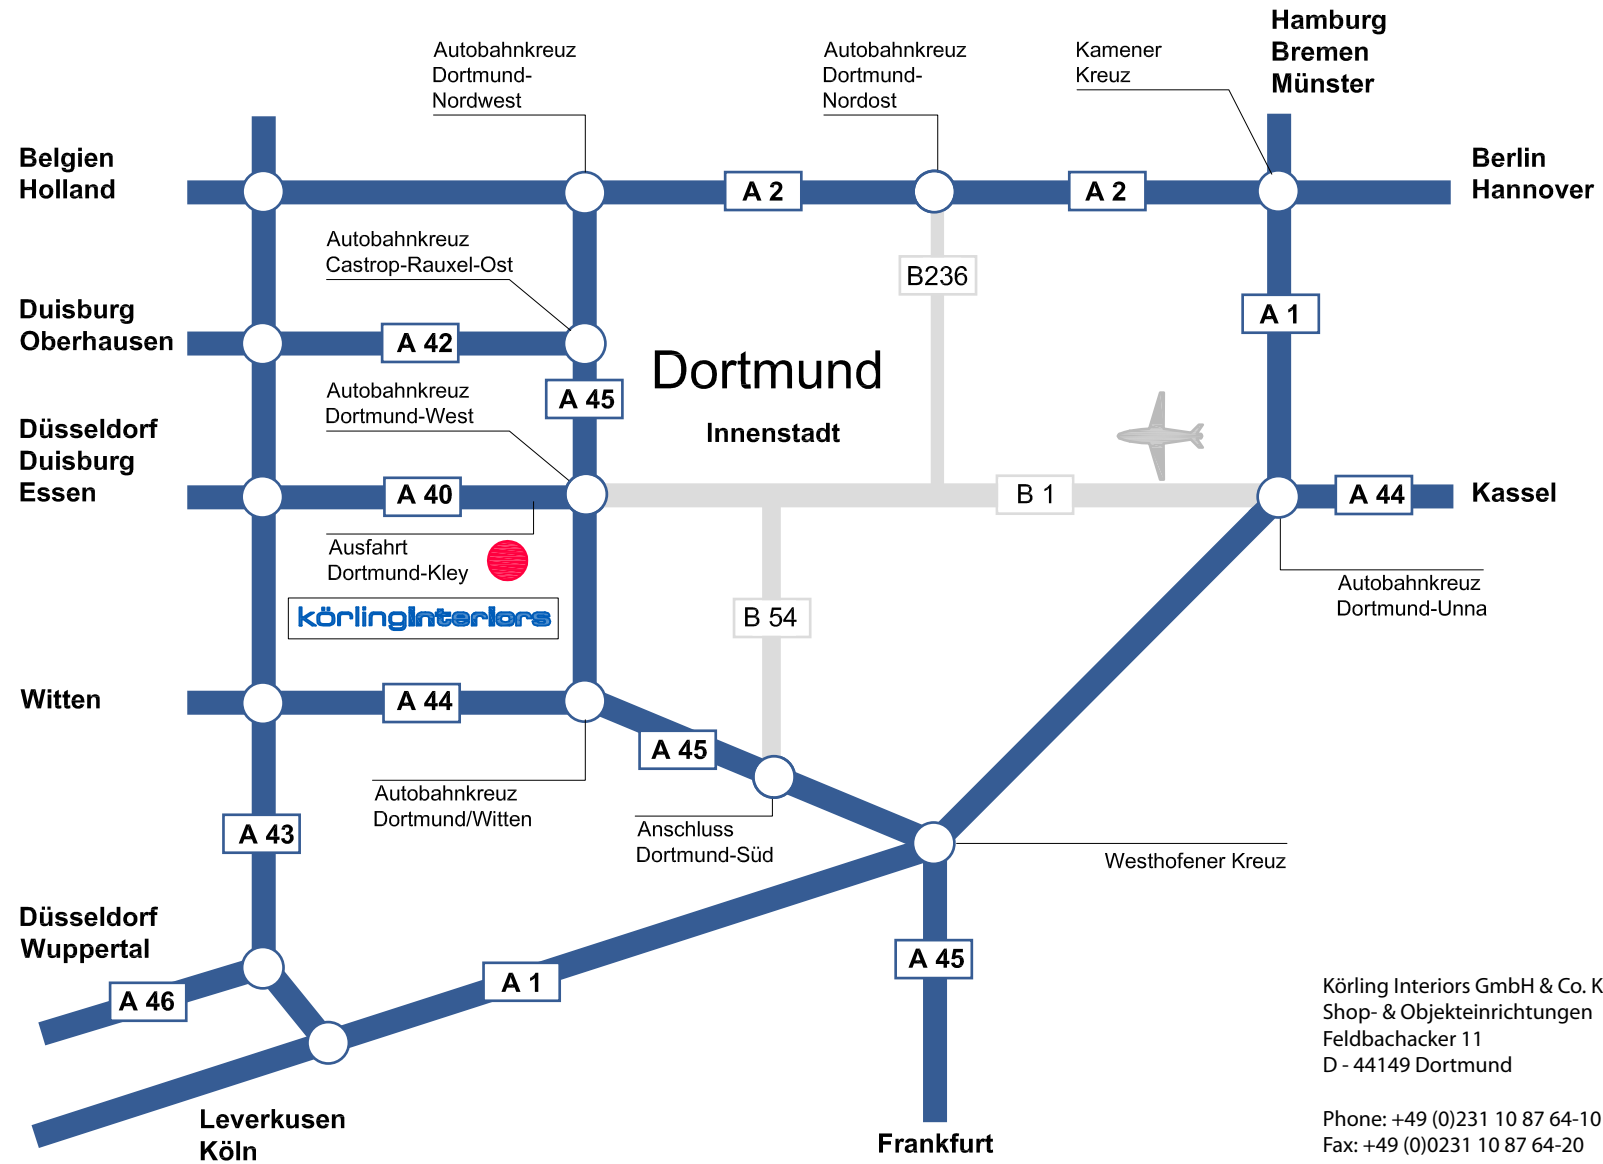 Hamburg
Bremen
Münster
Autobahnkreuz
Dortmund-
Nordwest
Autobahnkreuz
Dortmund-
Nordost
Kamener
Kreuz
Belgien
Holland
A 2
A 2
Berlin
Hannover
Autobahnkreuz
Castrop-Rauxel-Ost
B236
Duisburg
Oberhausen
A 42
A 1
Dortmund
Innenstadt
Autobahnkreuz
Dortmund-West
A 45
Düsseldorf
Duisburg
Essen
A 40
B 1
A 44
Kassel
Ausfahrt
Dortmund-Kley
körlinginteriors
B 54
Autobahnkreuz
Dortmund-Unna
Witten
A 44
A 45
Autobahnkreuz
Dortmund/Witten
Anschluss
Dortmund-Süd
Westhofener Kreuz
A 43
Düsseldorf
Wuppertal
A 46
A 1
A 45
Leverkusen
Köln
Frankfurt
Körling Interiors GmbH & Co. K
Shop- & Objekteinrichtungen
Feldbachacker 11
D - 44149 Dortmund
Phone: +49 (0)231 10 87 64-10
Fax: +49 (0)0231 10 87 64-20